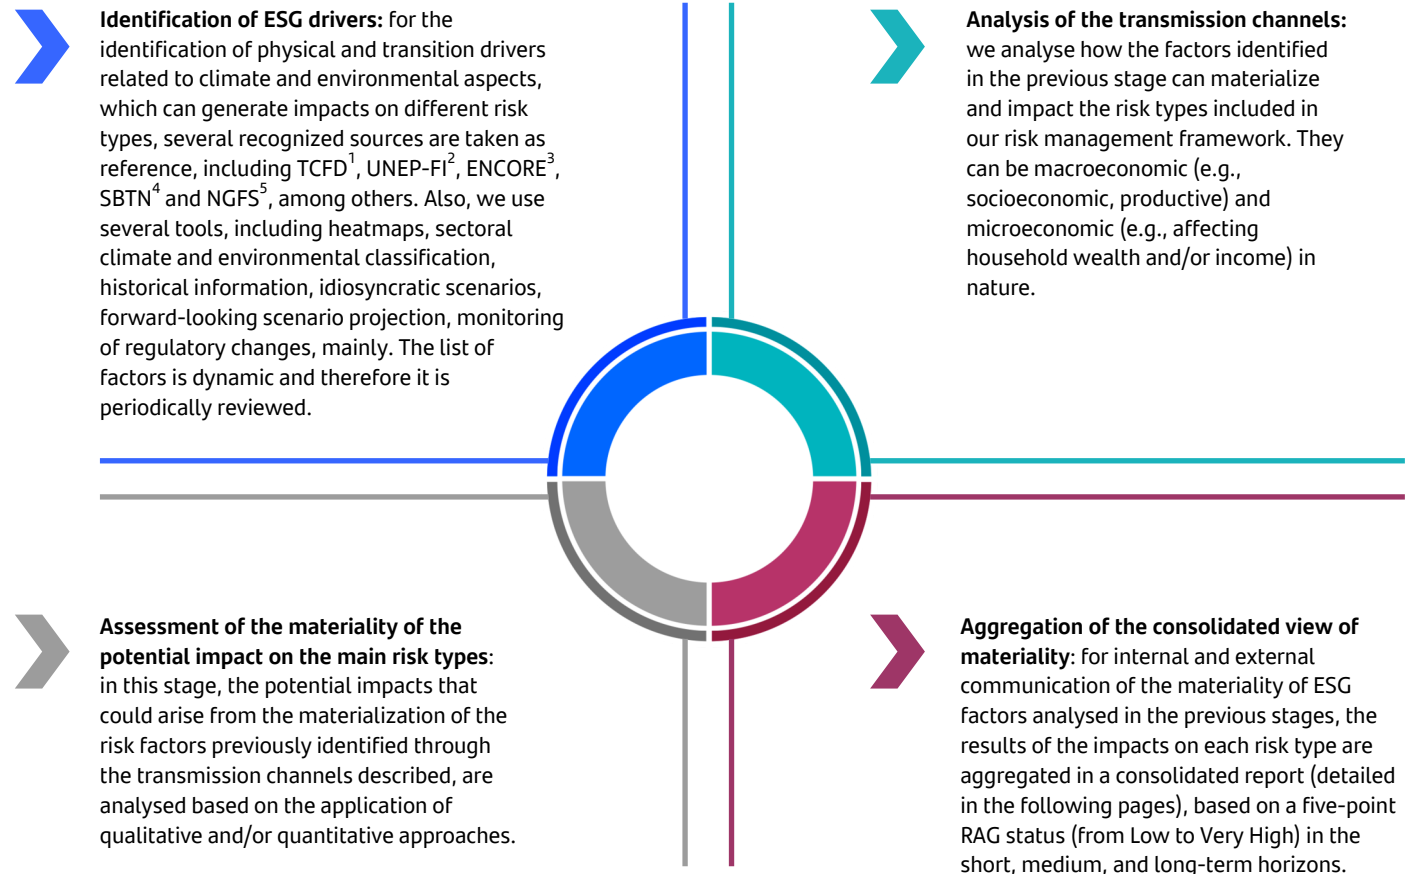 Identification of ESG drivers: for the
identification of physical and transition drivers
related to climate and environmental aspects,
which can generate impacts on different risk
types, several recognized sources are taken as
reference, including TCFD¹, UNEP-FI², ENCORE³,
SBTN⁴ and NGFS⁵, among others. Also, we use
several tools, including heatmaps, sectoral
climate and environmental classification,
historical information, idiosyncratic scenarios,
forward-looking scenario projection, monitoring
of regulatory changes, mainly. The list of
factors is dynamic and therefore it is
periodically reviewed.
Analysis of the transmission channels:
we analyse how the factors identified
in the previous stage can materialize
and impact the risk types included in
our risk management framework. They
can be macroeconomic (e.g.,
socioeconomic, productive) and
microeconomic (e.g., affecting
household wealth and/or income) in
nature.
Assessment of the materiality of the
potential impact on the main risk types:
in this stage, the potential impacts that
could arise from the materialization of the
risk factors previously identified through
the transmission channels described, are
analysed based on the application of
qualitative and/or quantitative approaches.
Aggregation of the consolidated view of
materiality: for internal and external
communication of the materiality of ESG
factors analysed in the previous stages, the
results of the impacts on each risk type are
aggregated in a consolidated report (detailed
in the following pages), based on a five-point
RAG status (from Low to Very High) in the
short, medium, and long-term horizons.